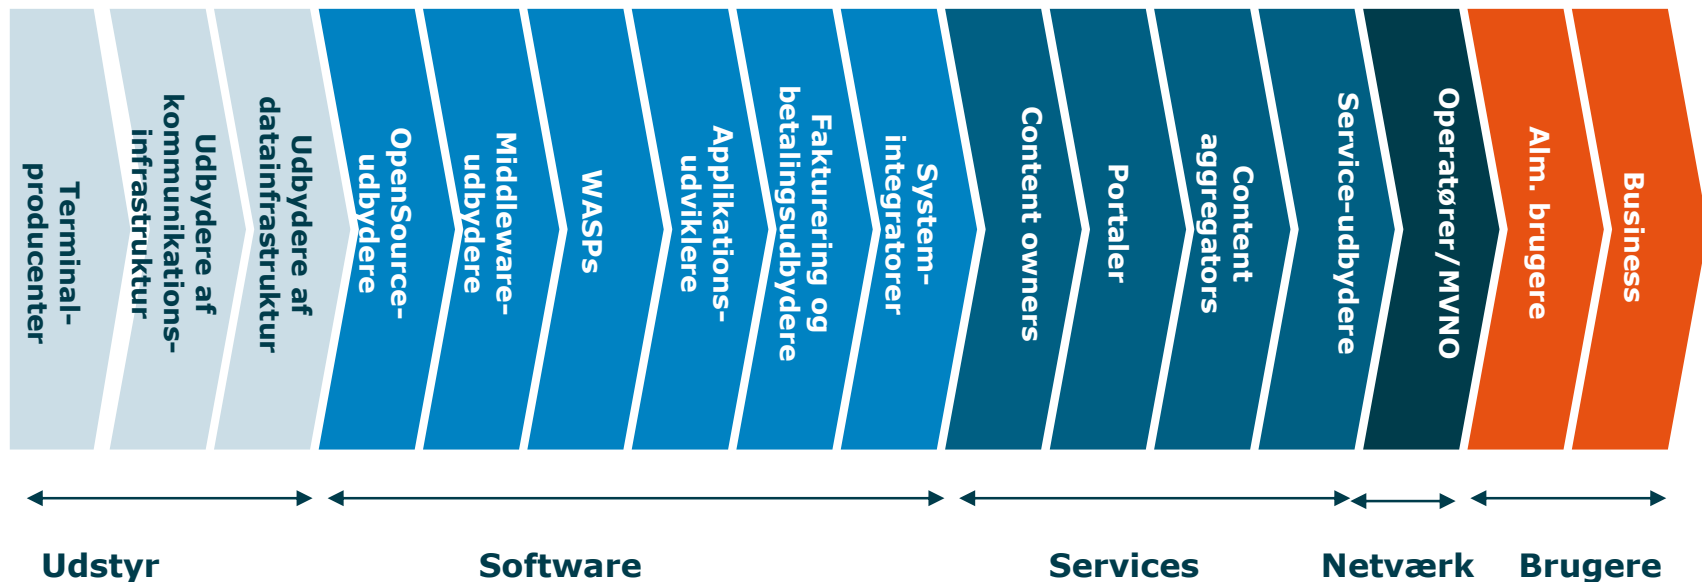 Terminal-
producenter
Udbydere af
kommunikations-
infrastruktur
Udbydere af
datainfrastruktur
OpenSource-
udbydere
Middleware-
udbydere
WASPs
Applikations-
udviklere
Fakturering og
betalingsudbydere
System-
integratorer
Content owners
Portaler
Content
aggregators
Service-udbydere
Operatører/MVNO
Alm. brugere
Business
Udstyr
Software
Services
Netværk
Brugere